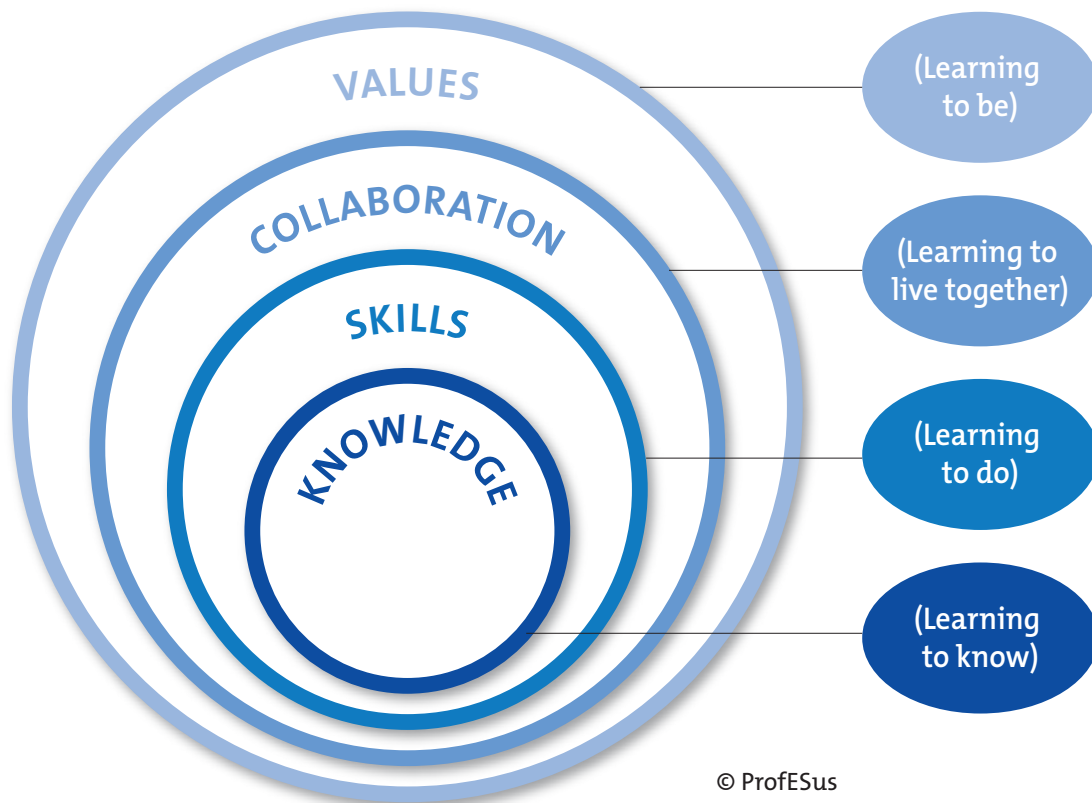 VALUES
(Learning
to be)
COLLABORATION
(Learning to
live together)
SKILLS
(Learning
to do)
KNOWLEDGE
(Learning
to know)
© ProfESus